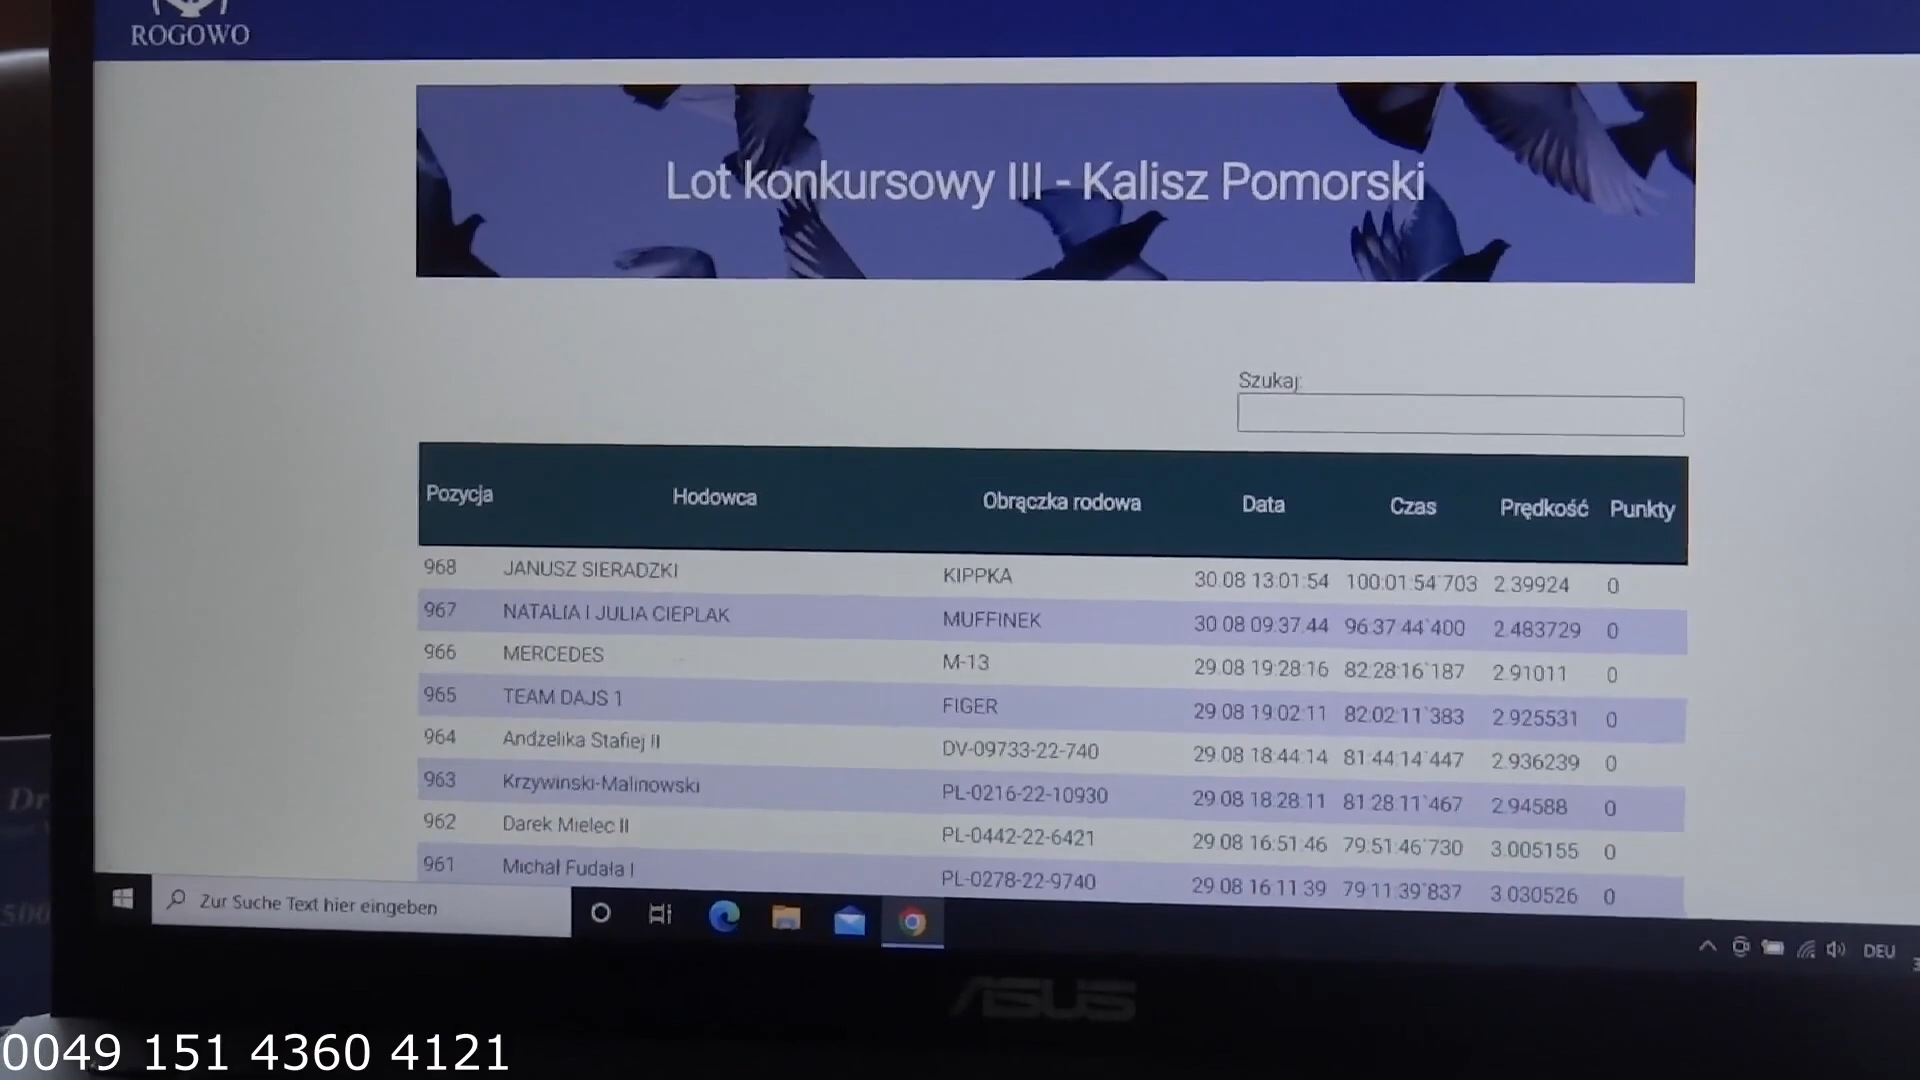 ROGOWO
Lot konkursowy III - Kalisz Pomorski
Szukaj:
Pozycja Hodowca Obrączka rodowa Data Czas Prędkość Punkty
968 JANUSZ SIERADZKI KIPPKA 30.08 13:01:54 100:01:54`703 2.39924 0
967 NATALIA I JULIA CIEPLAK MUFFINEK 30.08 09:37:44 96:37:44`400 2.483729 0
966 MERCEDES M-13 29.08 19:28:16 82:28:16`187 2.91011 0
965 TEAM DAJS 1 FIGER 29.08 19:02:11 82:02:11`383 2.925531 0
964 Andżelika Stafiej II DV-09733-22-740 29.08 18:44:14 81:44:14`447 2.936239 0
963 Krzywinski-Malinowski PL-0216-22-10930 29.08 18:28:11 81:28:11`467 2.94588 0
962 Darek Mielec II PL-0442-22-6421 29.08 16:51:46 79:51:46`730 3.005155 0
961 Michał Fudała I PL-0278-22-9740 29.08 16:11:39 79:11:39`837 3.030526 0
Zur Suche Text hier eingeben
DEU
ASUS
0049 151 4360 4121